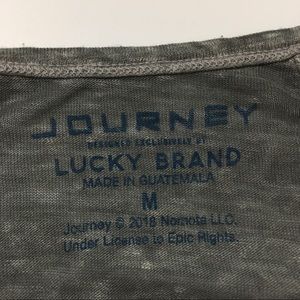 JOURNEY
DESIGNED EXCLUSIVELY BY
LUCKY BRAND
MADE IN GUATEMALA
M
Journey © 2018 Nomota LLC.
Under License to Epic Rights.